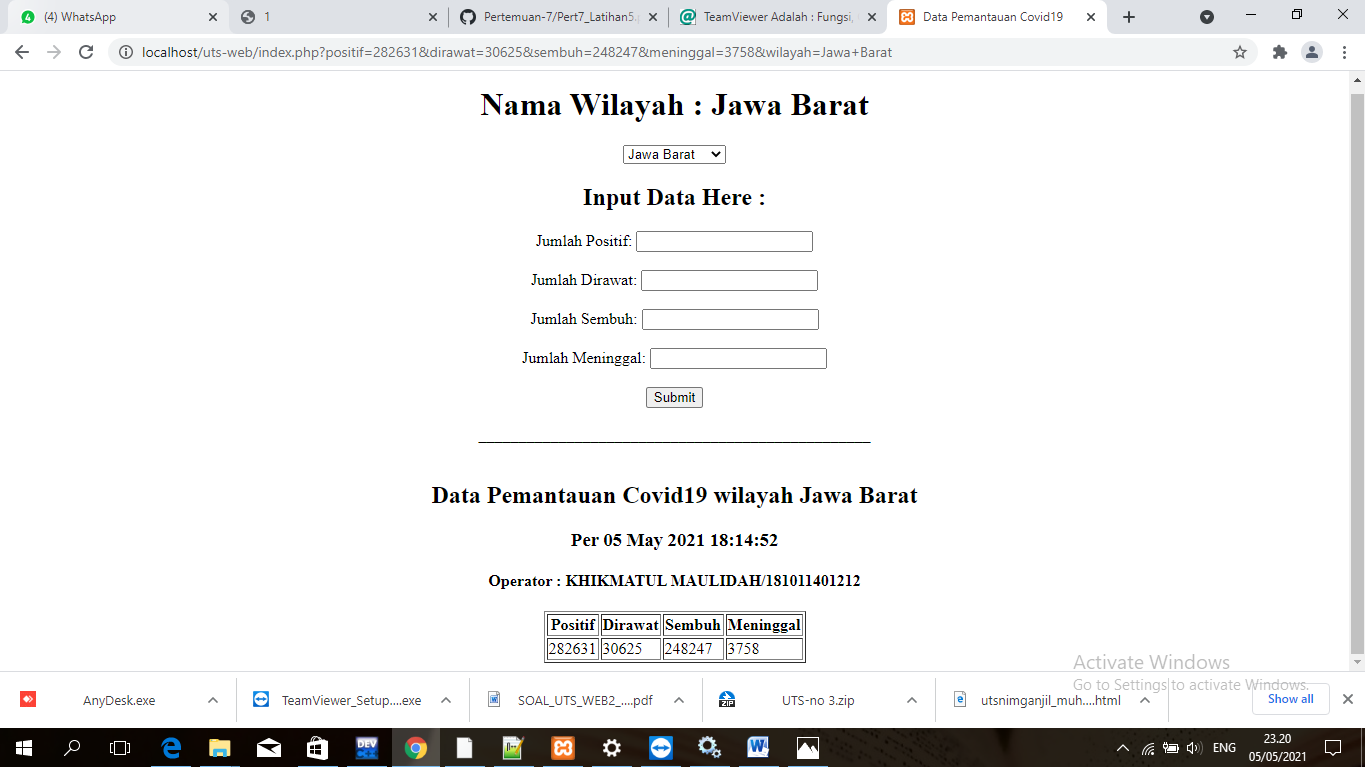 (4) WhatsApp
1
Pertemuan-7/Pert7_Latihan5.
TeamViewer Adalah : Fungsi,
Data Pemantauan Covid19
localhost/uts-web/index.php?positif=282631&dirawat=30625&sembuh=248247&meninggal=3758&wilayah=Jawa+Barat
Nama Wilayah : Jawa Barat
Jawa Barat
Input Data Here :
Jumlah Positif:
Jumlah Dirawat:
Jumlah Sembuh:
Jumlah Meninggal:
Submit
Data Pemantauan Covid19 wilayah Jawa Barat
Per 05 May 2021 18:14:52
Operator : KHIKMATUL MAULIDAH/181011401212
Positif Dirawat Sembuh Meninggal
282631 30625 248247 3758
Activate Windows
Go to Settings to activate Windows.
AnyDesk.exe
TeamViewer_Setup....exe
SOAL_UTS_WEB2_....pdf
ZIP
UTS-no 3.zip
utsnimganjil_muh....html
Show all
DEV
ENG
23.20
05/05/2021